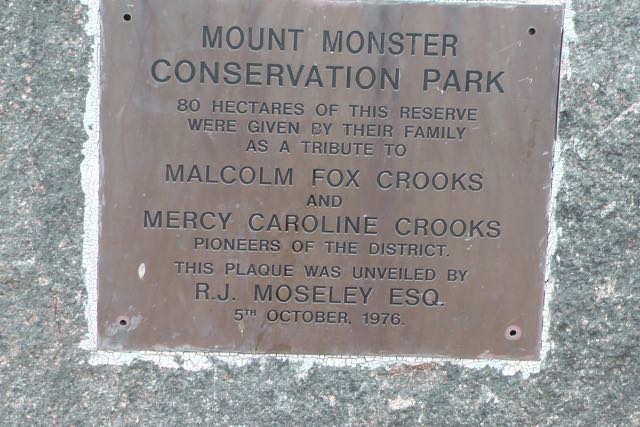 MOUNT MONSTER
CONSERVATION PARK
80 HECTARES OF THIS RESERVE
WERE GIVEN BY THEIR FAMILY
AS A TRIBUTE TO
MALCOLM FOX CROOKS
AND
MERCY CAROLINE CROOKS
PIONEERS OF THE DISTRICT.
THIS PLAQUE WAS UNVEILED BY
R.J. MOSELEY ESQ.
5TH OCTOBER, 1976.